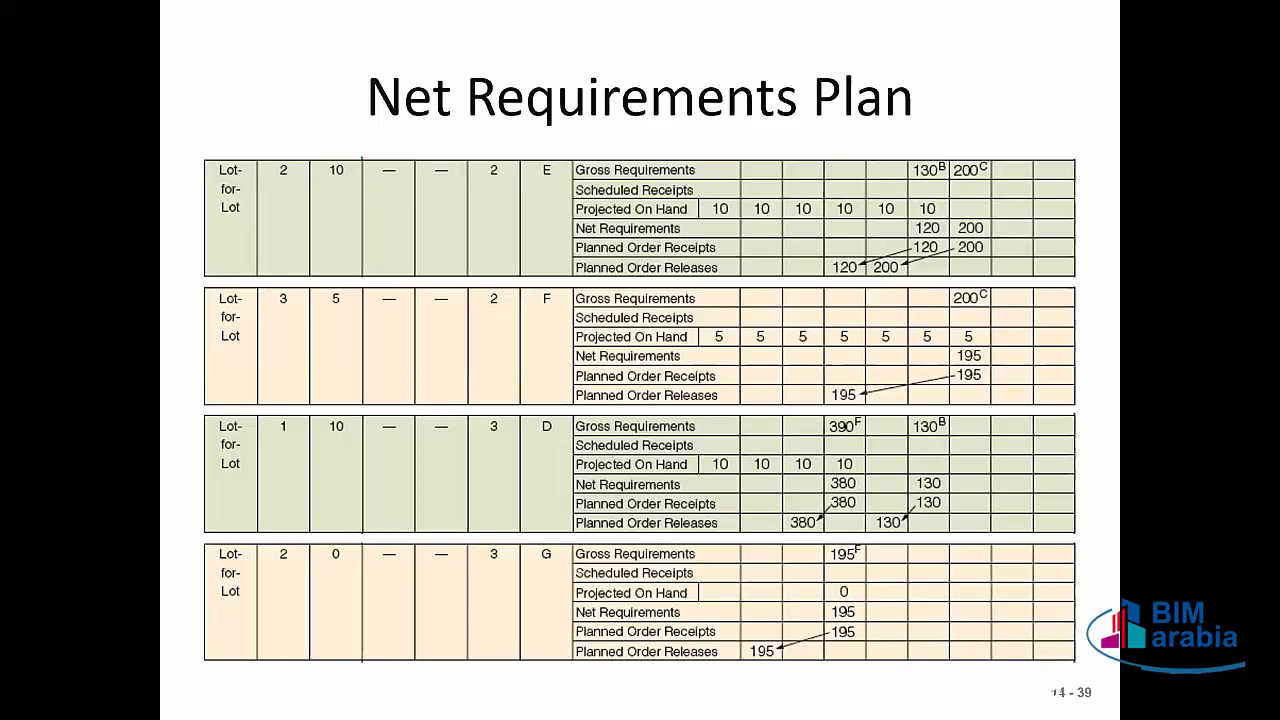 Net Requirements Plan
Lot- 2 10 — — 2 E Gross Requirements 130B 200C
for- Scheduled Receipts
Lot Projected On Hand 10 10 10 10 10 10
Net Requirements 120 200
Planned Order Receipts 120 200
Planned Order Releases 120 200
Lot- 3 5 — — 2 F Gross Requirements 200C
for- Scheduled Receipts
Lot Projected On Hand 5 5 5 5 5 5 5
Net Requirements 195
Planned Order Receipts 195
Planned Order Releases 195
Lot- 1 10 — — 3 D Gross Requirements 390F 130B
for- Scheduled Receipts
Lot Projected On Hand 10 10 10 10
Net Requirements 380 130
Planned Order Receipts 380 130
Planned Order Releases 380 130
Lot- 2 0 — — 3 G Gross Requirements 195F
for- Scheduled Receipts
Lot Projected On Hand 0
Net Requirements 195
Planned Order Receipts 195
Planned Order Releases 195
BIM
arabia
14 - 39